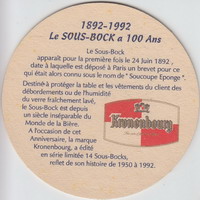 1892-1992
Le SOUS-BOCK a 100 Ans
Le Sous-Bock
apparaît pour la première fois le 24 Juin 1892 ,
date à laquelle est déposé à Paris un brevet pour ce
qui était alors connu sous le nom de " Soucoupe Eponge ".
Destiné à protéger la table et les vêtements du client des
débordements ou de l'humidité
du verre fraîchement lavé,
le Sous-Bock est depuis
un siècle inséparable du
Monde de la Bière.
A l'occasion de cet
Anniversaire, la marque
Kronenbourg, a édité
en série limitée 14 Sous-Bocks,
reflet de son histoire de 1950 à 1992.
Kronenbourg